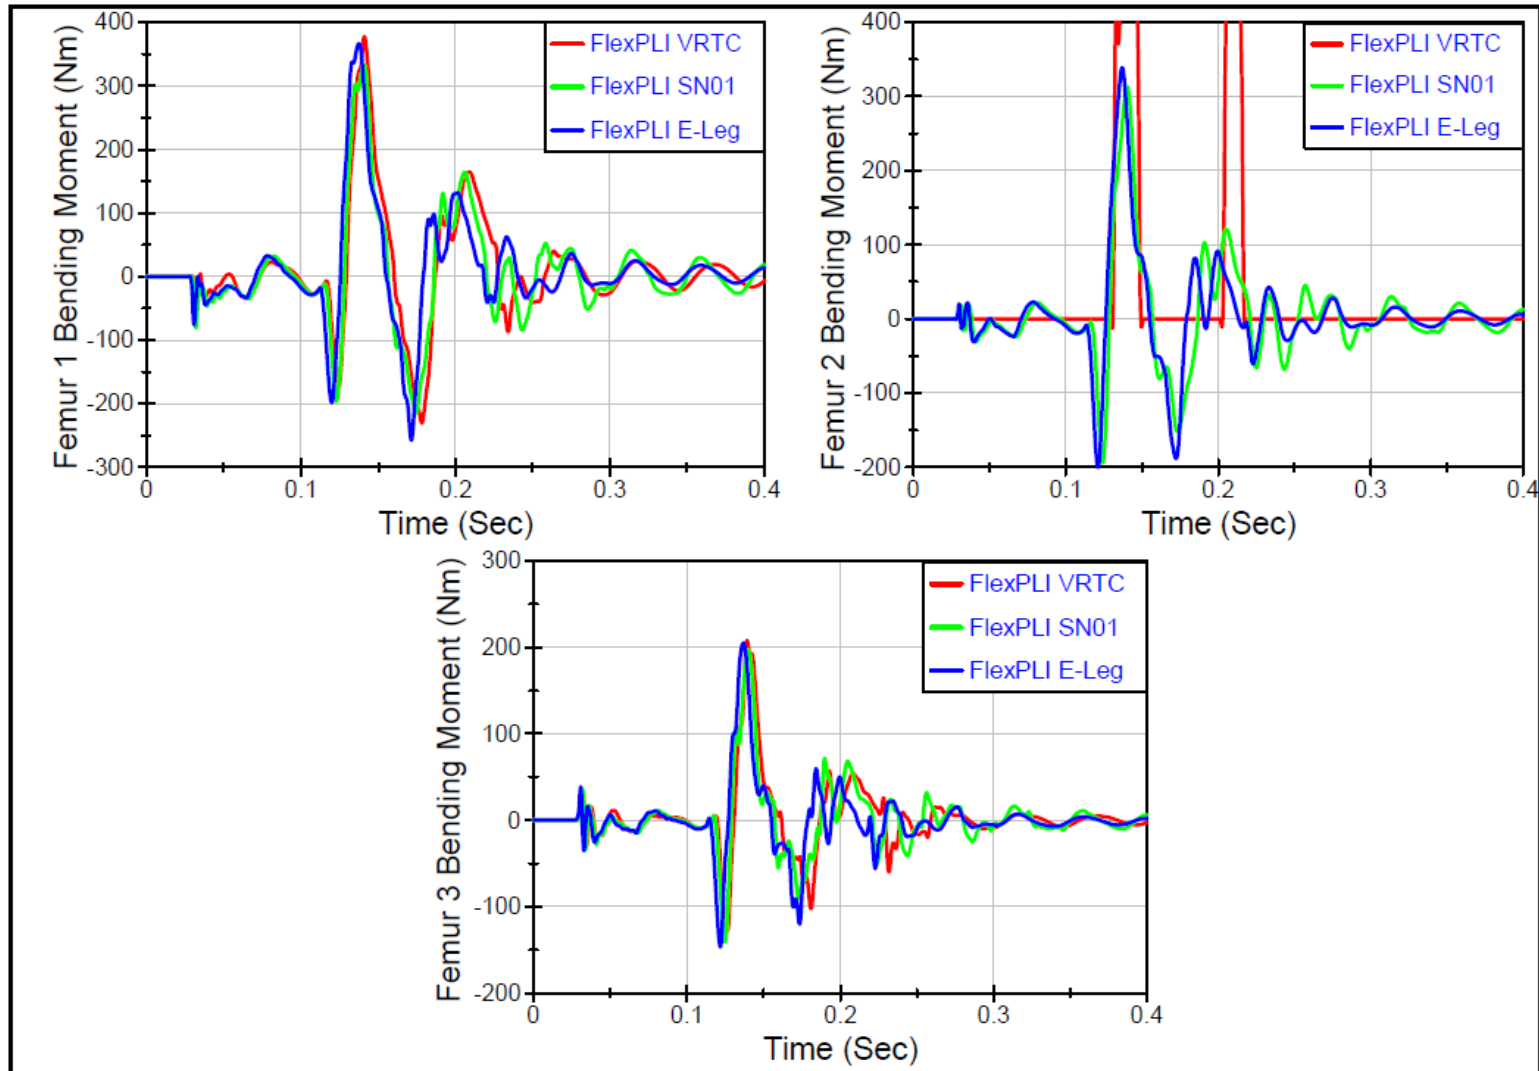 Femur 1 Bending Moment (Nm)
400
300
200
100
0
-100
-200
-300
0
0.1
0.2
0.3
0.4
Time (Sec)
FlexPLI VRTC
FlexPLI SN01
FlexPLI E-Leg
Femur 2 Bending Moment (Nm)
400
300
200
100
0
-100
-200
0
0.1
0.2
0.3
0.4
Time (Sec)
FlexPLI VRTC
FlexPLI SN01
FlexPLI E-Leg
Femur 3 Bending Moment (Nm)
300
200
100
0
-100
-200
0
0.1
0.2
0.3
0.4
Time (Sec)
FlexPLI VRTC
FlexPLI SN01
FlexPLI E-Leg